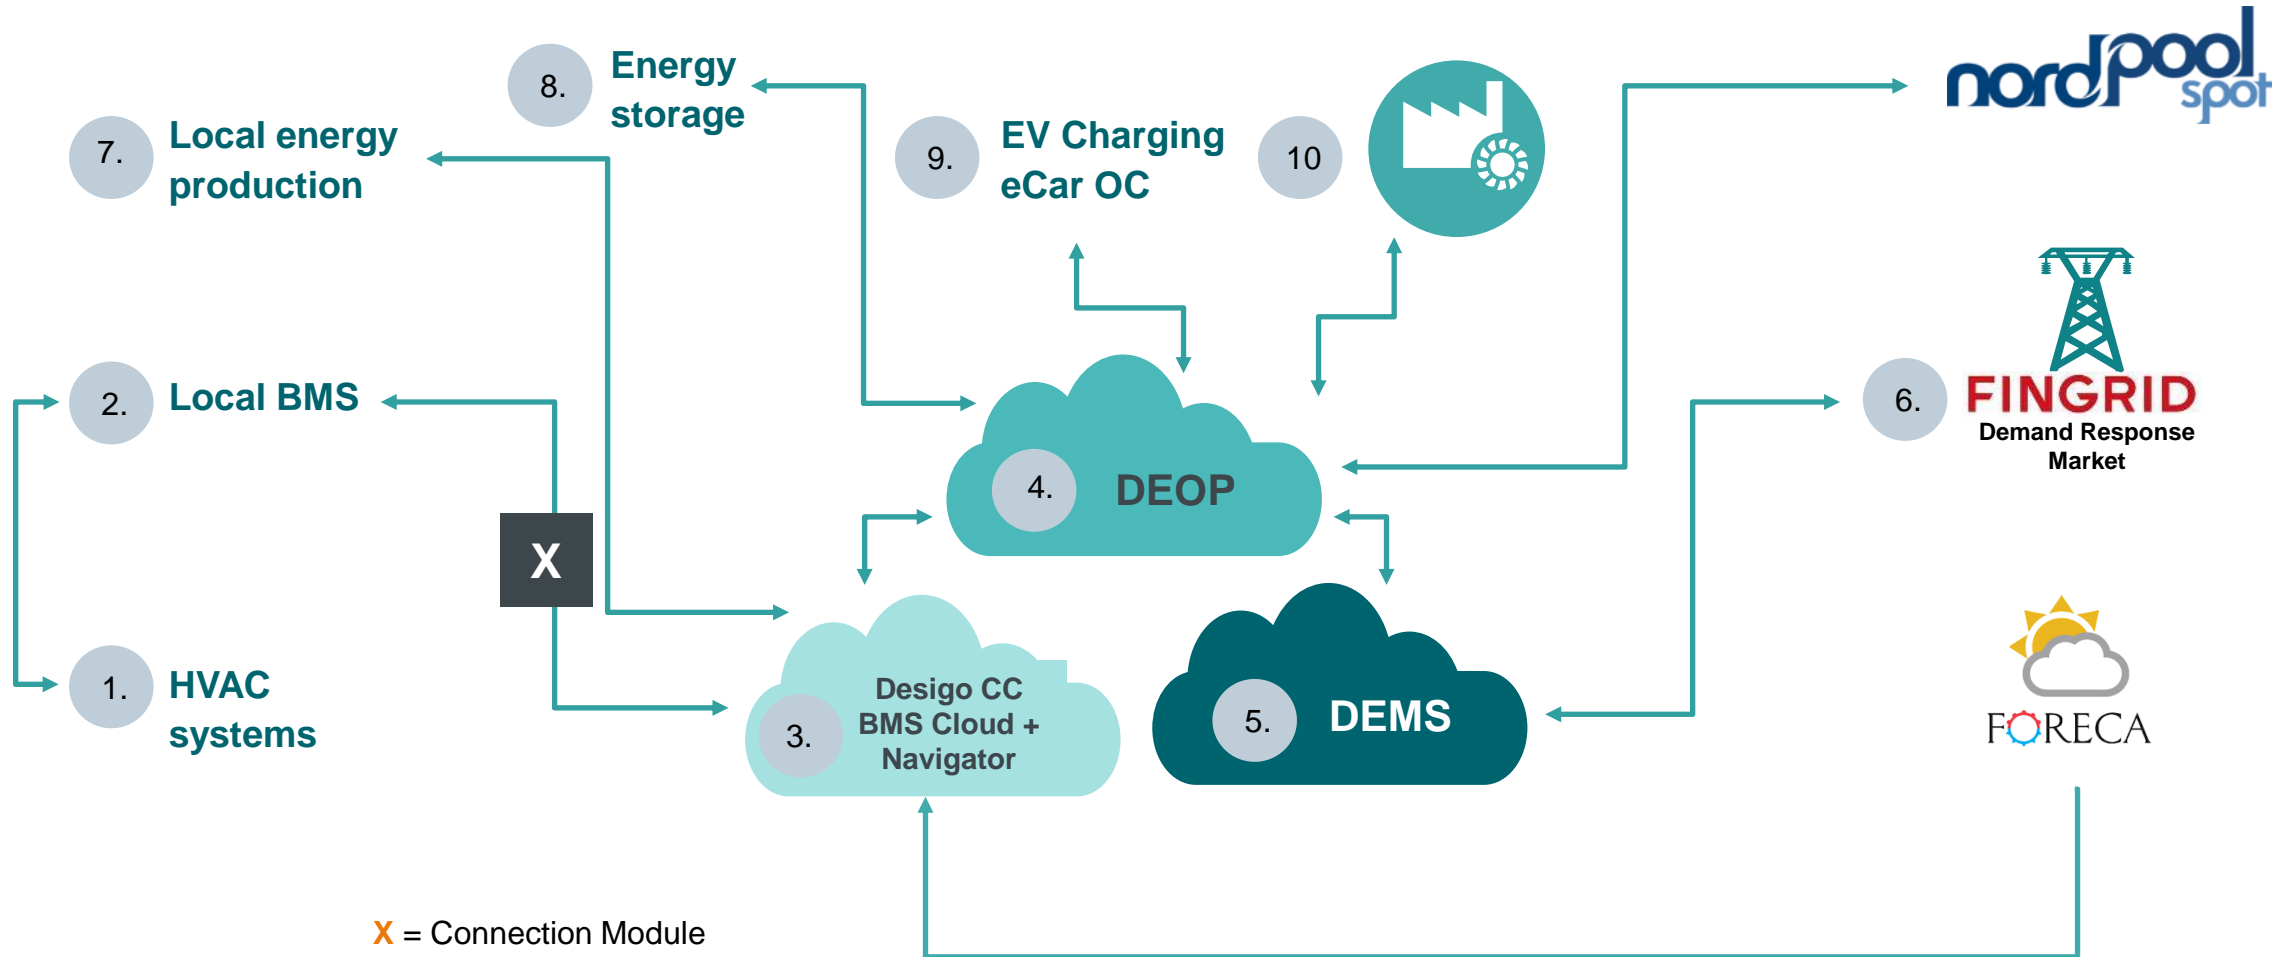 nordpool
spot
8.
Energy
storage
7.
Local energy
production
9.
EV Charging
eCar OC
10
2.
Local BMS
6.
FINGRID
Demand Response
Market
4.
DEOP
X
1.
HVAC
systems
3.
Desigo CC
BMS Cloud +
Navigator
5.
DEMS
FORECA
X = Connection Module